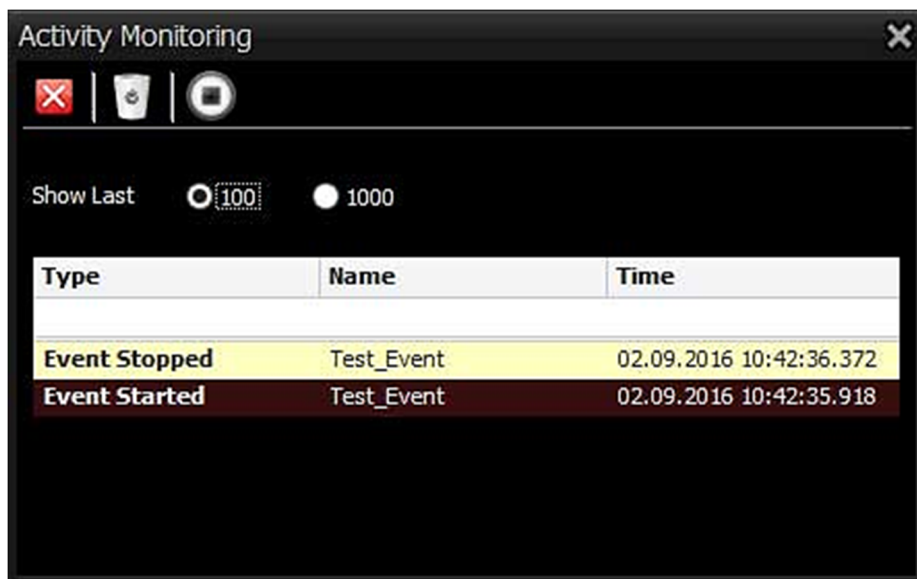 Activity Monitoring
Show Last 100 1000
Type Name Time
Event Stopped Test_Event 02.09.2016 10:42:36.372
Event Started Test_Event 02.09.2016 10:42:35.918